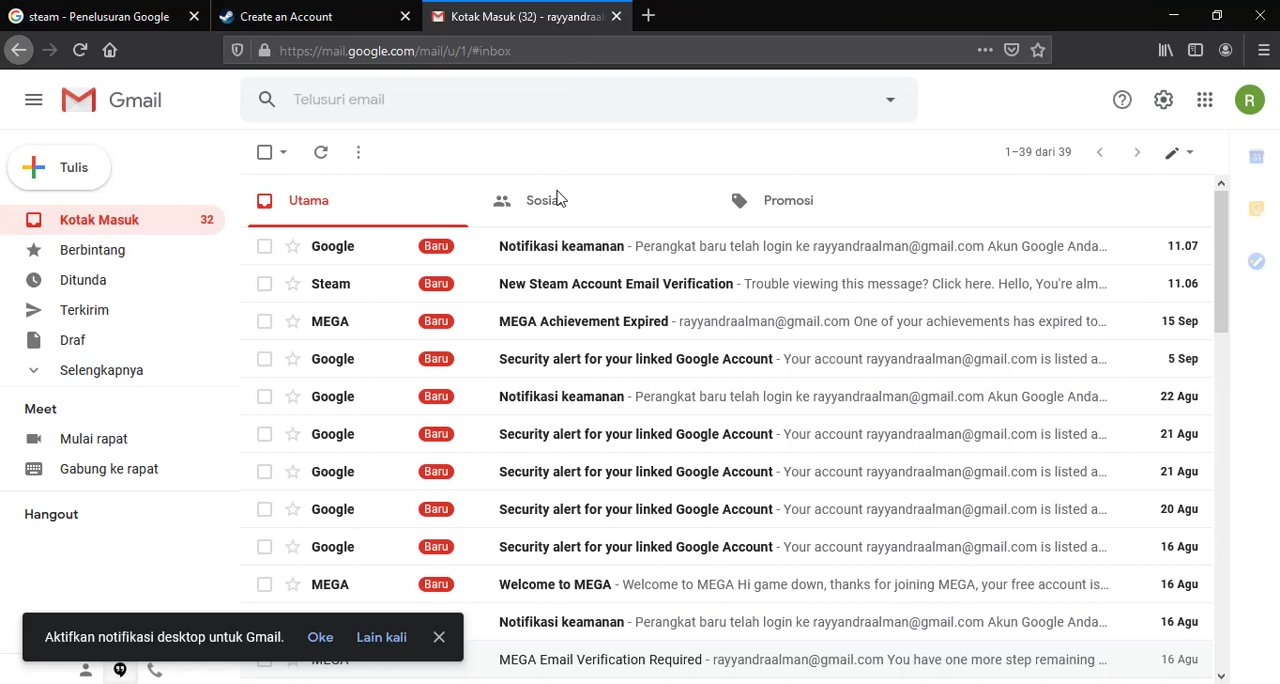 steam - Penelusuran Google
Create an Account
Kotak Masuk (32) - rayyandraal
https://mail.google.com/mail/u/1/#inbox
Gmail
Telusuri email
R
Tulis
1–39 dari 39
Kotak Masuk 32
Berbintang
Ditunda
Terkirim
Draf
Selengkapnya
Meet
Mulai rapat
Gabung ke rapat
Hangout
Utama
Sosial
Promosi
Google Baru Notifikasi keamanan - Perangkat baru telah login ke rayyandraalman@gmail.com Akun Google Anda... 11.07
Steam Baru New Steam Account Email Verification - Trouble viewing this message? Click here. Hello, You're alm... 11.06
MEGA Baru MEGA Achievement Expired - rayyandraalman@gmail.com One of your achievements has expired to... 15 Sep
Google Baru Security alert for your linked Google Account - Your account rayyandraalman@gmail.com is listed a... 5 Sep
Google Baru Notifikasi keamanan - Perangkat baru telah login ke rayyandraalman@gmail.com Akun Google Anda... 22 Agu
Google Baru Security alert for your linked Google Account - Your account rayyandraalman@gmail.com is listed a... 21 Agu
Google Baru Security alert for your linked Google Account - Your account rayyandraalman@gmail.com is listed a... 21 Agu
Google Baru Security alert for your linked Google Account - Your account rayyandraalman@gmail.com is listed a... 20 Agu
Google Baru Security alert for your linked Google Account - Your account rayyandraalman@gmail.com is listed a... 16 Agu
MEGA Baru Welcome to MEGA - Welcome to MEGA Hi game down, thanks for joining MEGA, your free account is... 16 Agu
Notifikasi keamanan - Perangkat baru telah login ke rayyandraalman@gmail.com Akun Google Anda... 16 Agu
MEGA MEGA Email Verification Required - rayyandraalman@gmail.com You have one more step remaining ... 16 Agu
Aktifkan notifikasi desktop untuk Gmail. Oke Lain kali
31